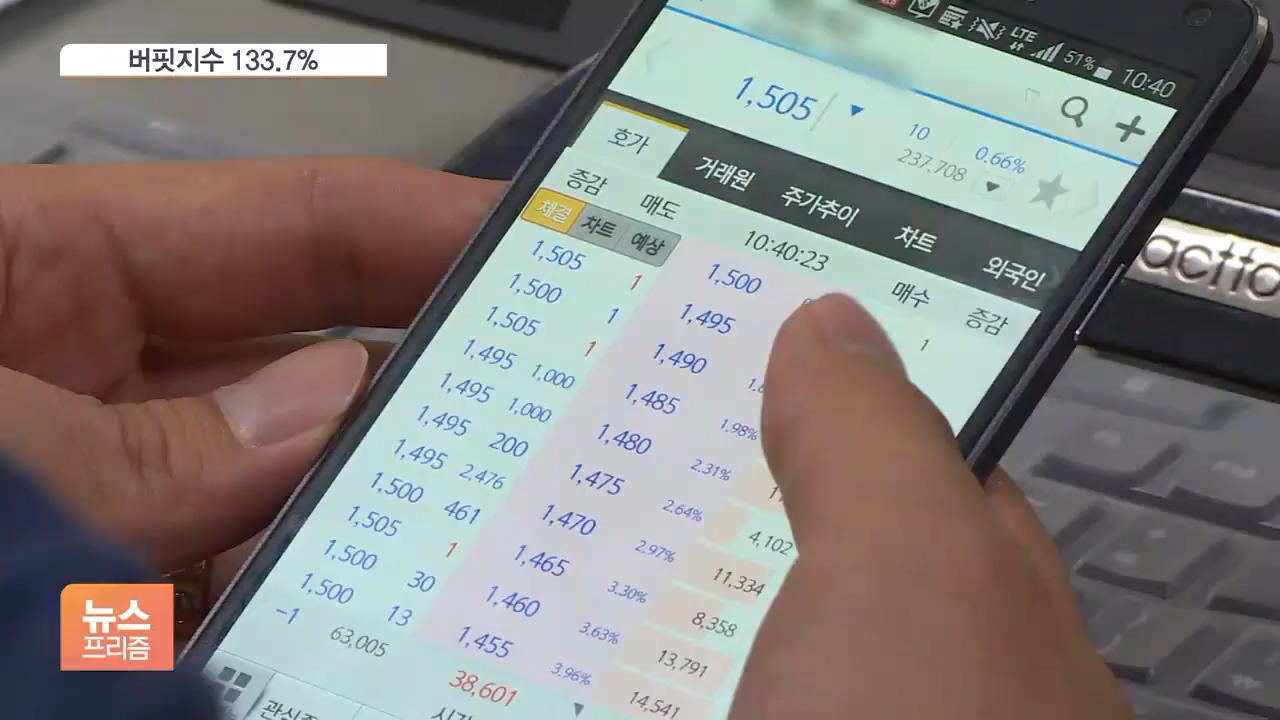 버핏지수 133.7%
LTE 51% 10:40
1,505 ▼ 10 0.66%
237,708
호가 거래원 주가추이 차트 외국인
증감 매도 10:40:23 매수 증감
체결 차트 예상
1,505 1 1,500
1,500 1 1,495 1
1,505 1 1,490
1,495 1,000 1,485 1.98%
1,495 1,000 1,480 2.31%
1,495 200 1,475 2.64% 4,102
1,495 2,476 1,470 2.97% 11,334
1,500 461 1,465 3.30% 8,358
1,505 1 1,460 3.63% 13,791
1,500 30 1,455 3.96% 14,541
1,500 13
-1 63,005 38,601
뉴스
프리즘